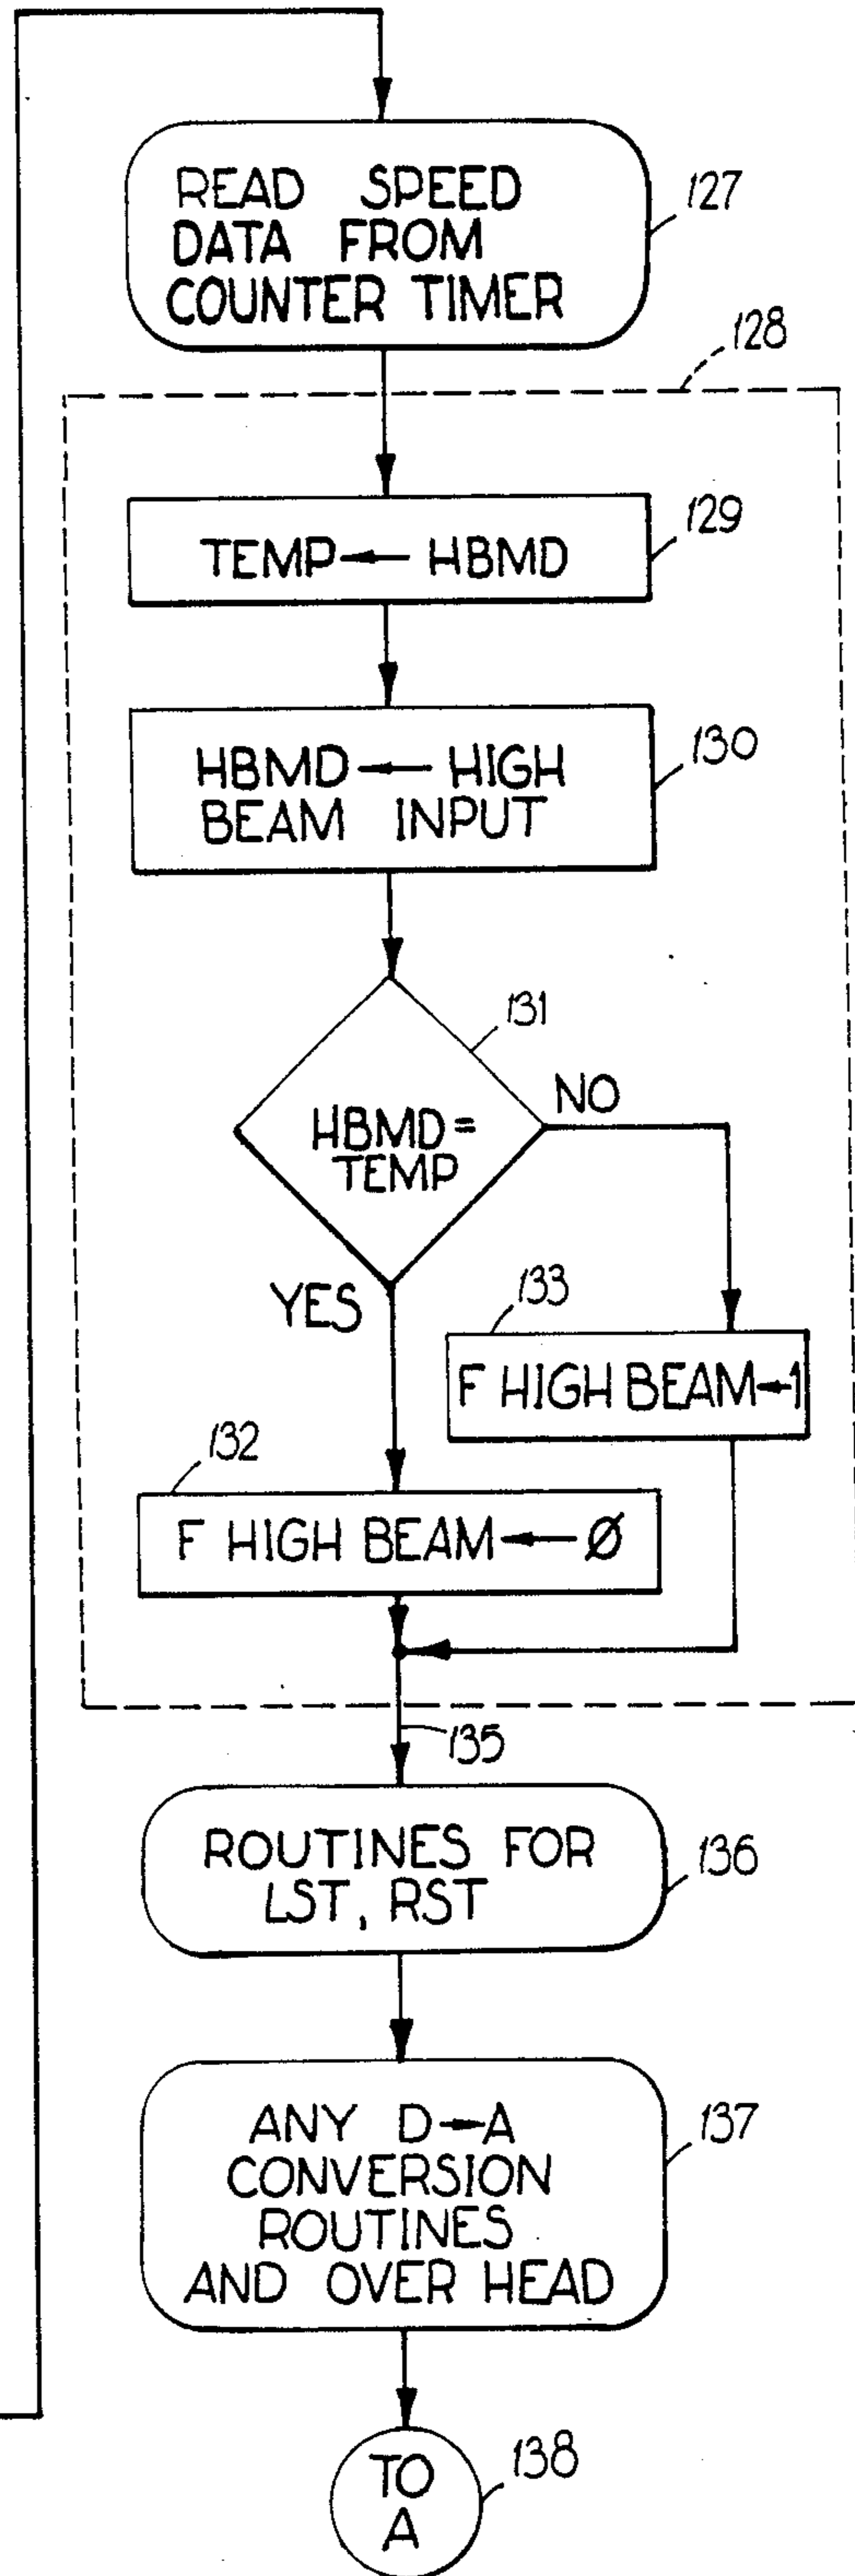 READ SPEED
DATA FROM
COUNTER TIMER
127
128
TEMP ← HBMD
129
HBMD ← HIGH
BEAM INPUT
130
131
HBMD =
TEMP
NO
YES
133
F HIGH BEAM ← 1
132
F HIGH BEAM ← Ø
135
ROUTINES FOR
LST, RST
136
ANY D → A
CONVERSION
ROUTINES
AND OVER HEAD
137
TO
A
138